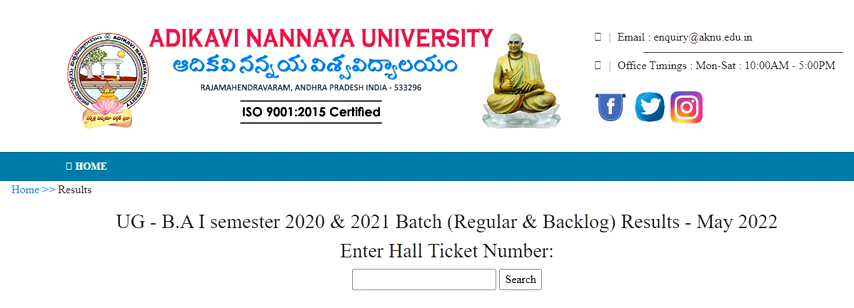 ADIKAVI NANNAYA UNIVERSITY
ఆదికవి నన్నయ విశ్వవిద్యాలయం
RAJAMAHENDRAVARAM, ANDHRA PRADESH INDIA - 533296
ISO 9001:2015 Certified
| Email : enquiry@aknu.edu.in
| Office Timings : Mon-Sat : 10:00AM - 5:00PM
HOME
Home >> Results
UG - B.A I semester 2020 & 2021 Batch (Regular & Backlog) Results - May 2022
Enter Hall Ticket Number:
Search